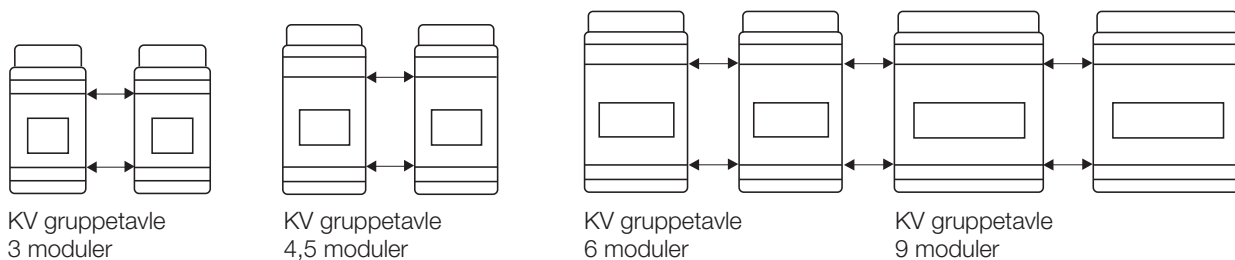 KV gruppetavle
3 moduler
KV gruppetavle
4,5 moduler
KV gruppetavle
6 moduler
KV gruppetavle
9 moduler